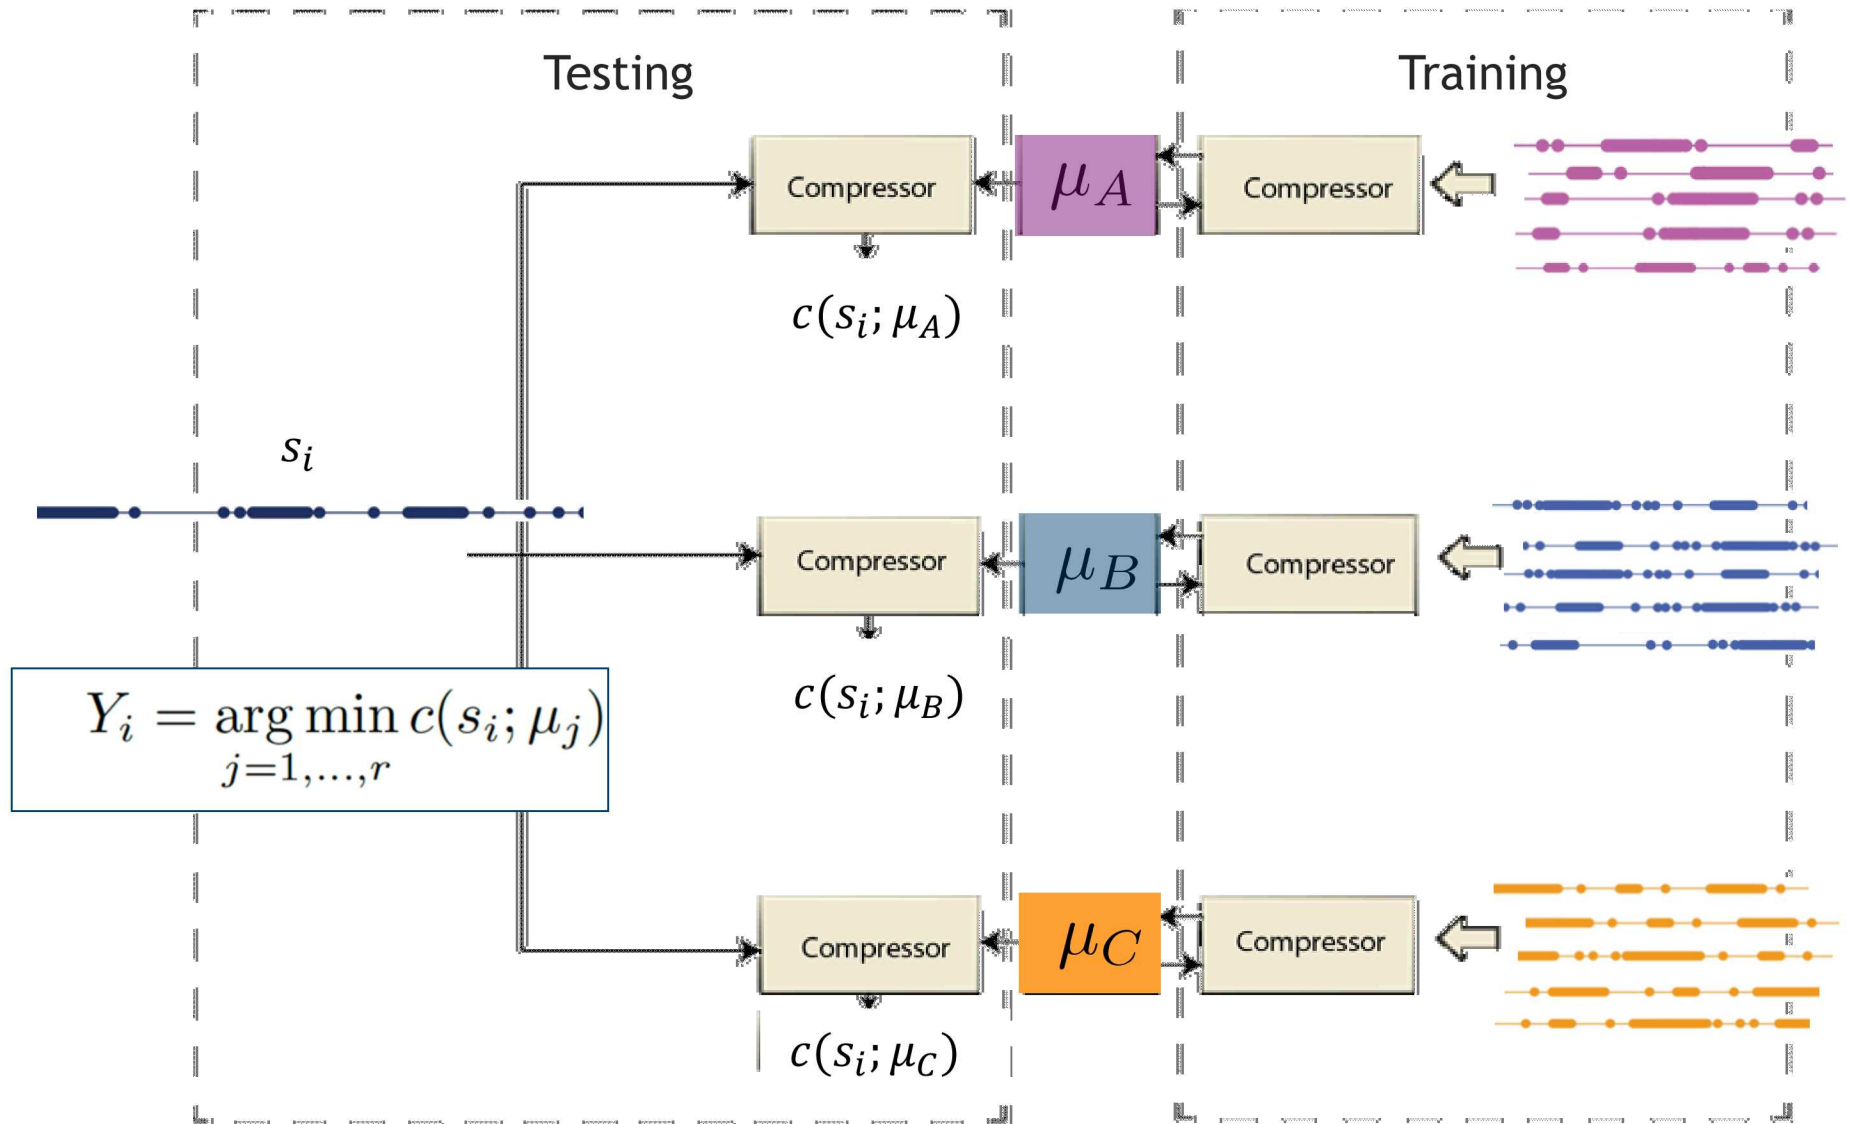 Testing
Training
Compressor
μ_A
Compressor
c(s_i; μ_A)
s_i
Compressor
μ_B
Compressor
c(s_i; μ_B)
Y_i = arg min c(s_i; μ_j)
j=1,...,r
Compressor
μ_C
Compressor
c(s_i; μ_C)